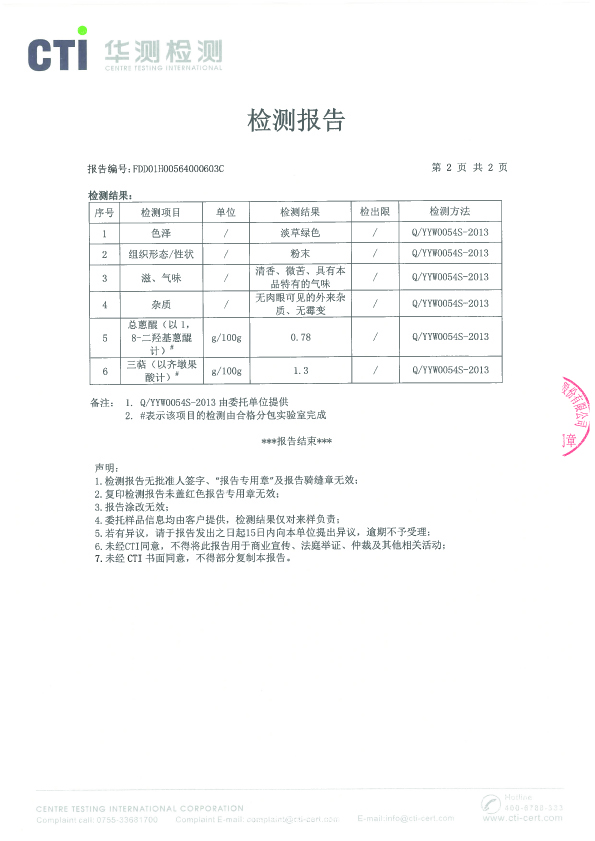 CTI 华测检测
CENTRE TESTING INTERNATIONAL
检测报告
报告编号:FDD01H00564000603C
第 2 页 共 2 页
检测结果:
序号 检测项目 单位 检测结果 检出限 检测方法
1 色泽 / 淡草绿色 / Q/YYW0054S-2013
2 组织形态/性状 / 粉末 / Q/YYW0054S-2013
3 滋、气味 / 清香、微苦、具有本
品特有的气味 / Q/YYW0054S-2013
4 杂质 / 无肉眼可见的外来杂
质、无霉变 / Q/YYW0054S-2013
5 总蒽醌（以 1,
8-二羟基蒽醌
计）# g/100g 0.78 / Q/YYW0054S-2013
6 三萜（以齐墩果
酸计）# g/100g 1.3 / Q/YYW0054S-2013
备注： 1. Q/YYW0054S-2013 由委托单位提供
2. #表示该项目的检测由合格分包实验室完成
***报告结束***
声明：
1.检测报告无批准人签字、"报告专用章"及报告骑缝章无效；
2.复印检测报告未盖红色报告专用章无效；
3.报告涂改无效；
4.委托样品信息均由客户提供，检测结果仅对来样负责；
5.若有异议，请于报告发出之日起15日内向本单位提出异议，逾期不予受理；
6.未经CTI同意，不得将此报告用于商业宣传、法庭举证、仲裁及其他相关活动；
7.未经 CTI 书面同意，不得部分复制本报告。
股份有限公司
章
CENTRE TESTING INTERNATIONAL CORPORATION
Complaint call: 0755-33681700 Complaint E-mail: complaint@cti-cert.com E-mail:info@cti-cert.com
Hotline
400-6788-333
www.cti-cert.com